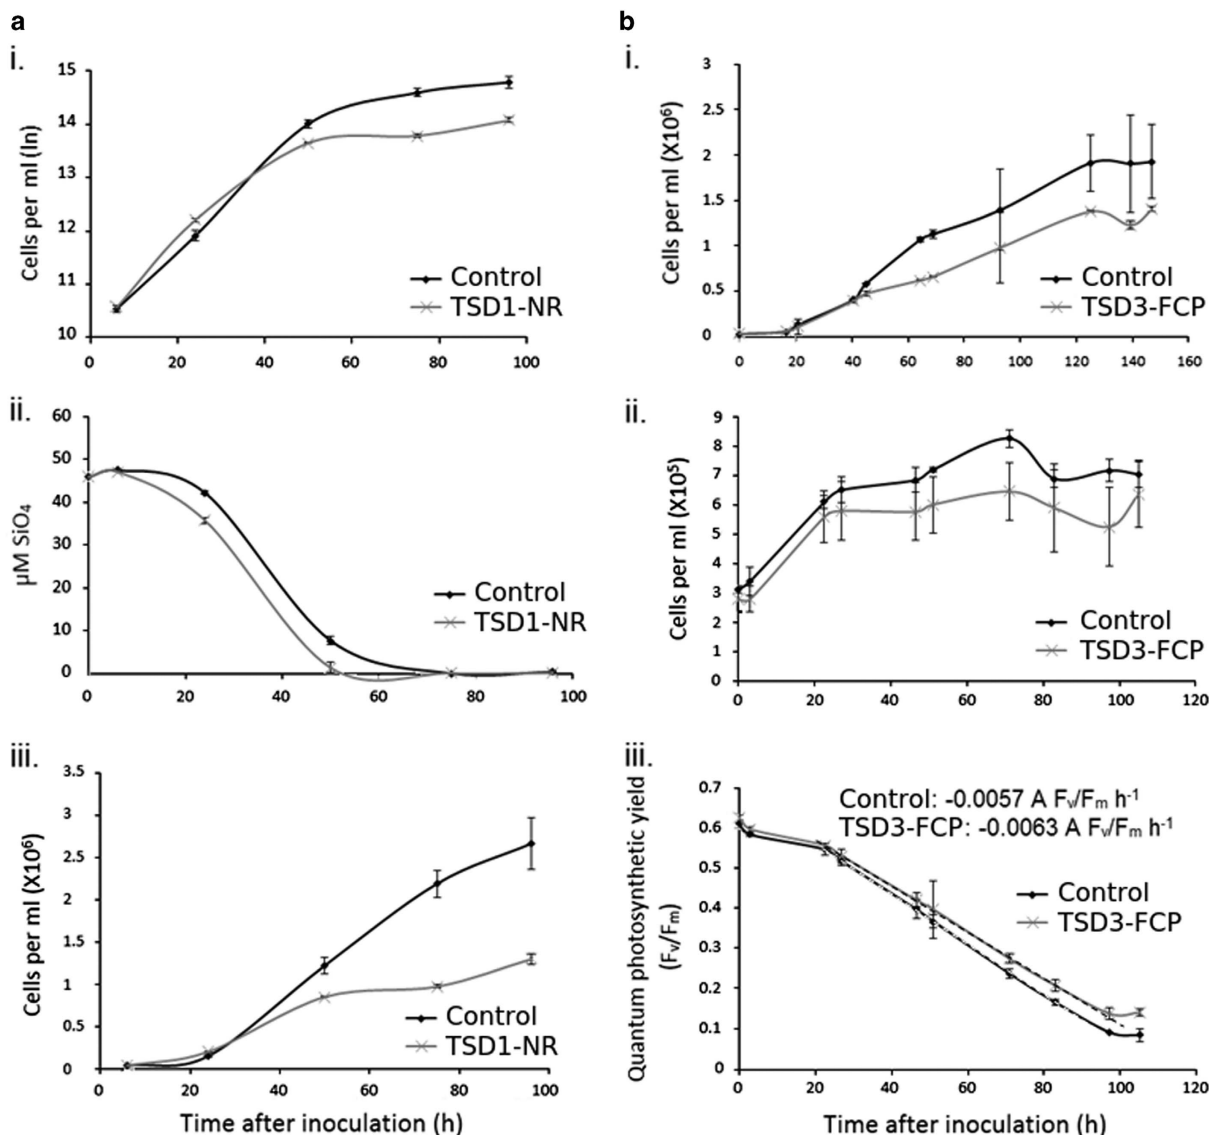 a
i.
Cells per ml (ln)
15
14
13
12
11
10
0 20 40 60 80 100
Control
TSD1-NR
ii.
µM SiO₄
60
50
40
30
20
10
0
0 20 40 60 80 100
Control
TSD1-NR
iii.
Cells per ml (X10⁶)
3.5
3
2.5
2
1.5
1
0.5
0
0 20 40 60 80 100
Control
TSD1-NR
Time after inoculation (h)
b
i.
Cells per ml (X10⁶)
3
2.5
2
1.5
1
0.5
0
0 20 40 60 80 100 120 140 160
Control
TSD3-FCP
ii.
Cells per ml (X10⁵)
9
8
7
6
5
4
3
2
1
0
0 20 40 60 80 100 120
Control
TSD3-FCP
iii.
Quantum photosynthetic yield
(Fᵥ/Fₘ)
0.7
0.6
0.5
0.4
0.3
0.2
0.1
0
0 20 40 60 80 100 120
Control: -0.0057 A Fᵥ/Fₘ h⁻¹
TSD3-FCP: -0.0063 A Fᵥ/Fₘ h⁻¹
Control
TSD3-FCP
Time after inoculation (h)